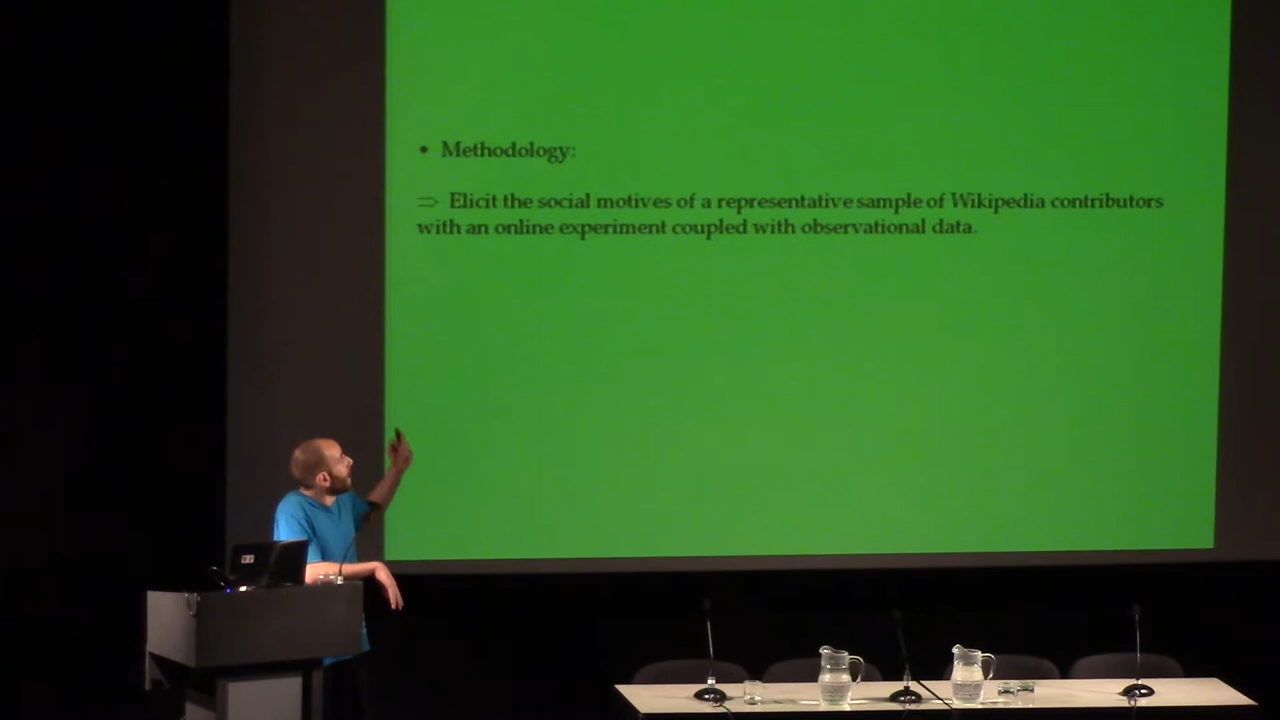 • Methodology:
⇒ Elicit the social motives of a representative sample of Wikipedia contributors
with an online experiment coupled with observational data.